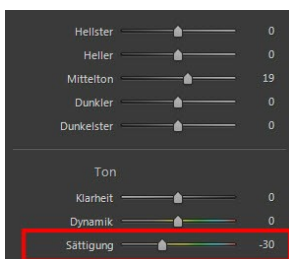 Hellster 0
Heller 0
Mittelton 19
Dunkler 0
Dunkelster 0
Ton
Klarheit 0
Dynamik 0
Sättigung -30